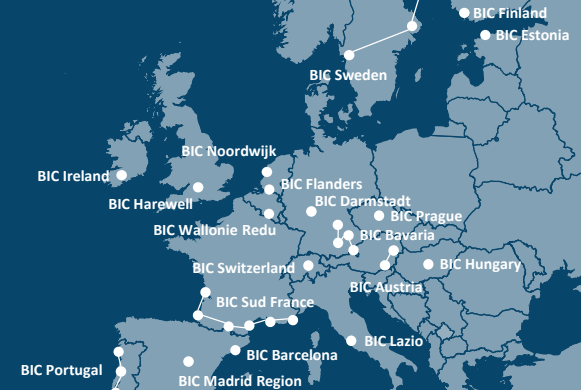 BIC Finland
BIC Estonia
BIC Sweden
BIC Noordwijk
BIC Ireland
BIC Flanders
BIC Harewell
BIC Darmstadt
BIC Prague
BIC Wallonie Redu
BIC Bavaria
BIC Switzerland
BIC Hungary
BIC Austria
BIC Sud France
BIC Lazio
BIC Barcelona
BIC Portugal
BIC Madrid Region